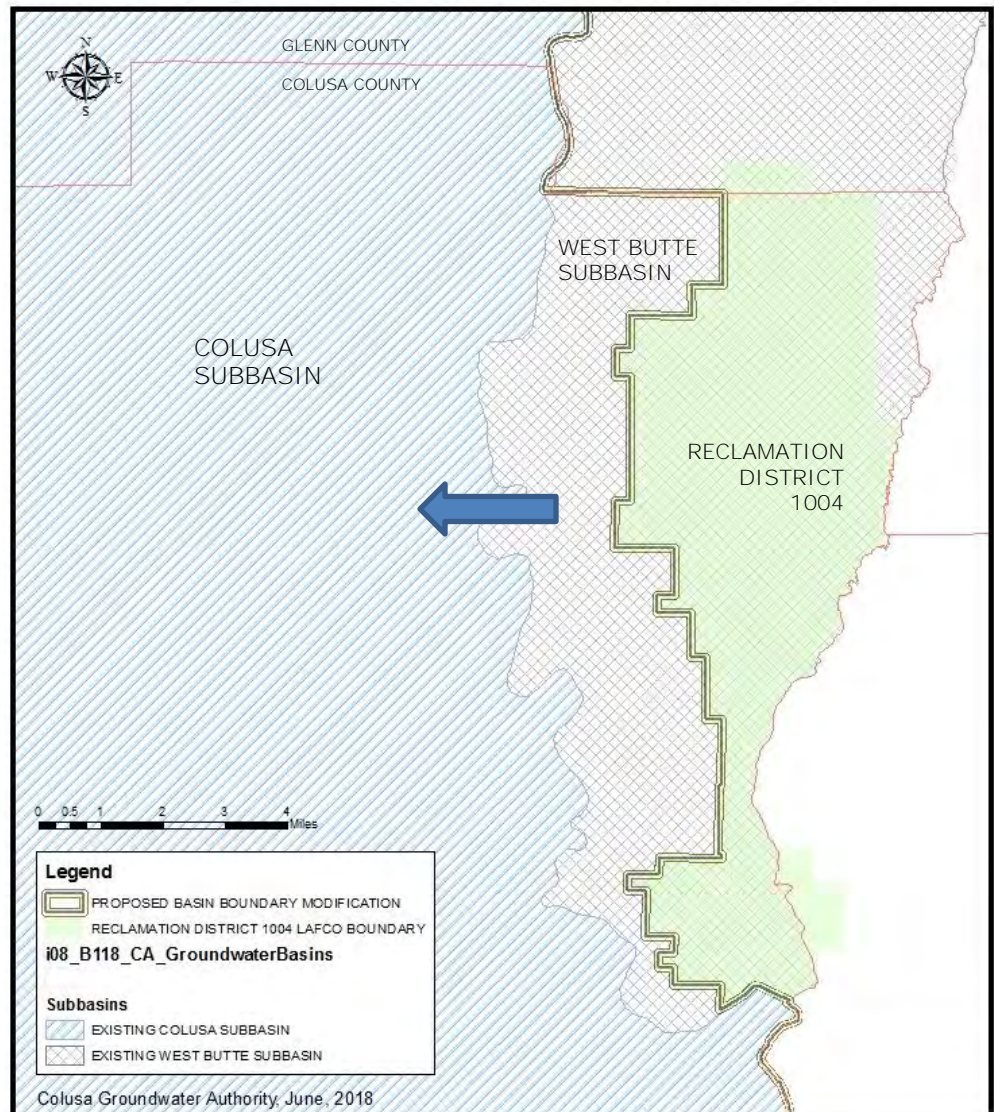 N
W
E
S
GLENN COUNTY
COLUSA COUNTY
WEST BUTTE
SUBBASIN
COLUSA
SUBBASIN
RECLAMATION
DISTRICT
1004
0 0.5 1 2 3 4
Miles
Legend
PROPOSED BASIN BOUNDARY MODIFICATION
RECLAMATION DISTRICT 1004 LAFCO BOUNDARY
i08_B118_CA_GroundwaterBasins
Subbasins
EXISTING COLUSA SUBBASIN
EXISTING WEST BUTTE SUBBASIN
Colusa Groundwater Authority, June, 2018